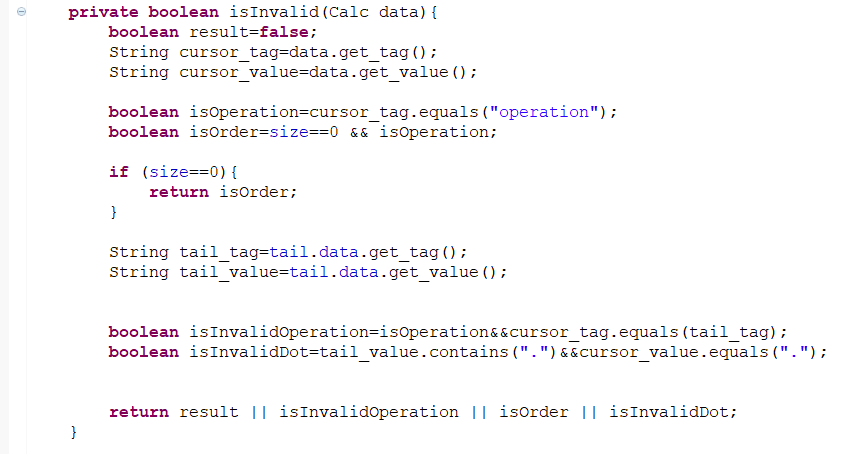 private boolean isInvalid(Calc data){
boolean result=false;
String cursor_tag=data.get_tag();
String cursor_value=data.get_value();
boolean isOperation=cursor_tag.equals("operation");
boolean isOrder=size==0 && isOperation;
if (size==0){
return isOrder;
}
String tail_tag=tail.data.get_tag();
String tail_value=tail.data.get_value();
boolean isInvalidOperation=isOperation&&cursor_tag.equals(tail_tag);
boolean isInvalidDot=tail_value.contains(".")&&cursor_value.equals(".");
return result || isInvalidOperation || isOrder || isInvalidDot;
}